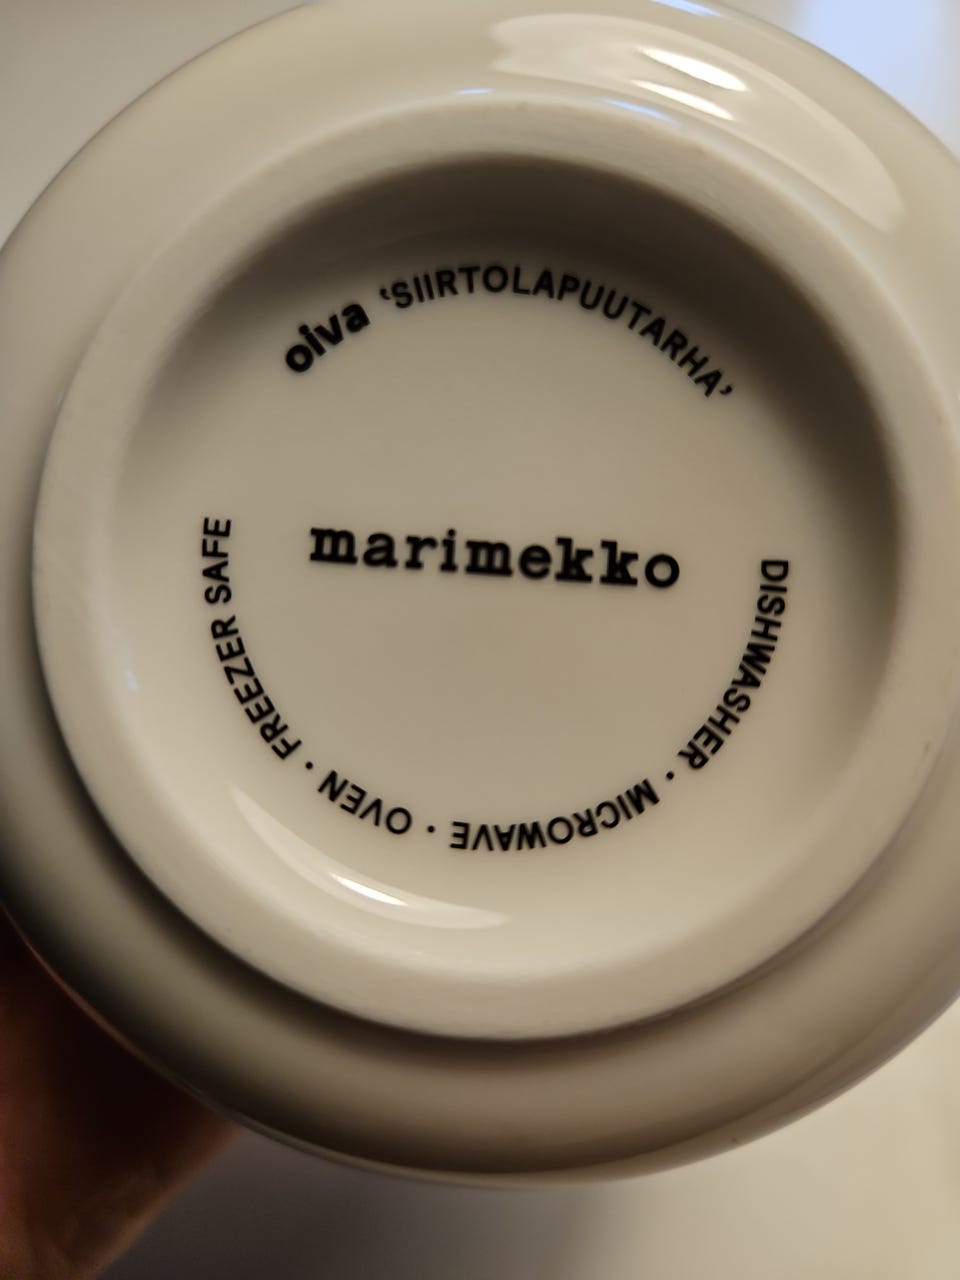 oiva ‘SIIRTOLAPUUTARHA’
marimekko
DISHWASHER · MICROWAVE · OVEN · FREEZER SAFE